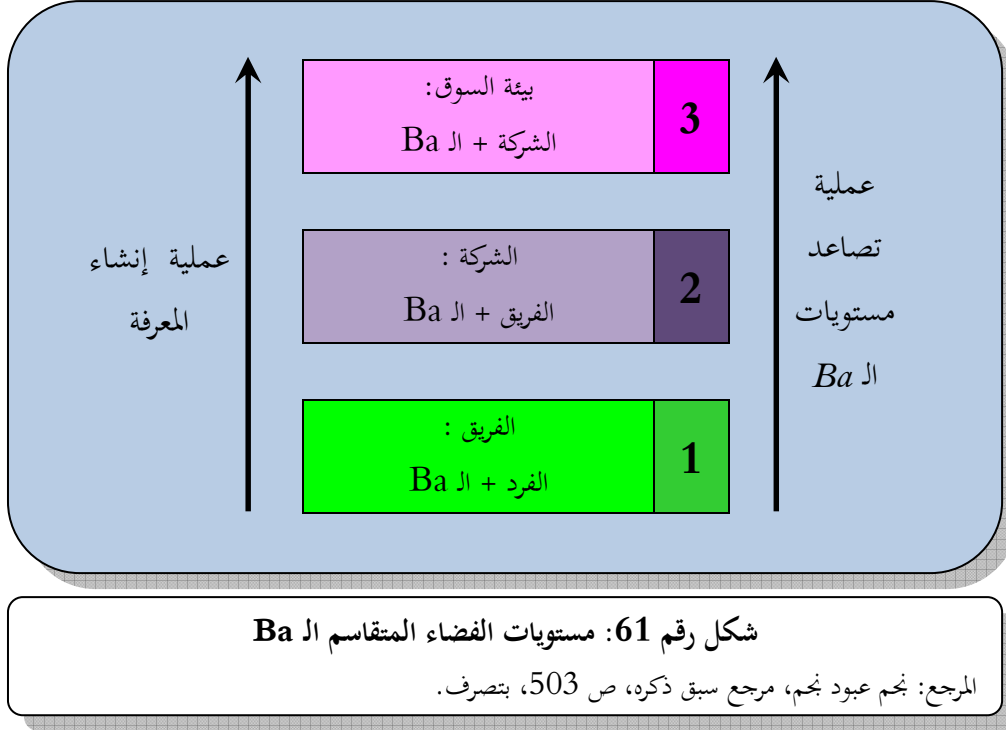 3
بيئة السوق:
الشركة + الـ Ba
2
الشركة :
الفريق + الـ Ba
1
الفريق :
الفرد + الـ Ba
عملية
تصاعد
مستويات
الـ Ba
عملية إنشاء
المعرفة
شكل رقم 61: مستويات الفضاء المتقاسم الـ Ba
المرجع: نجم عبود نجم، مرجع سبق ذكره، ص 503، بتصرف.